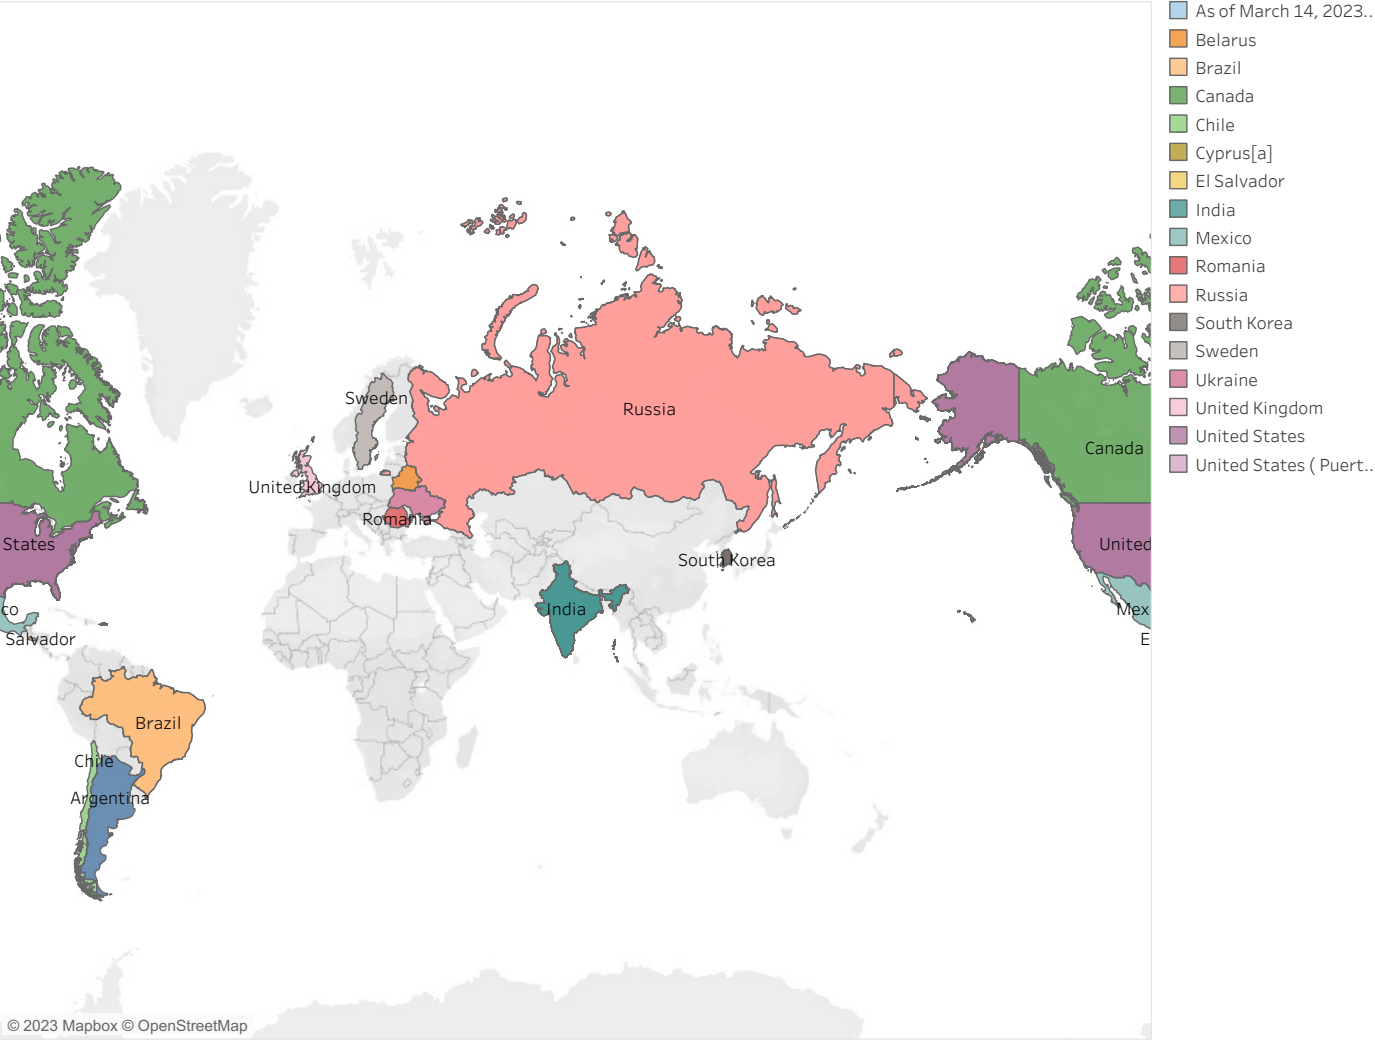 As of March 14, 2023..
Belarus
Brazil
Canada
Chile
Cyprus[a]
El Salvador
India
Mexico
Romania
Russia
South Korea
Sweden
Ukraine
United Kingdom
United States
United States ( Puert..
Sweden
Russia
Canada
United Kingdom
Romania
States
United
South Korea
co
India
Mex
Salvador
E
Brazil
Chile
Argentina
© 2023 Mapbox © OpenStreetMap